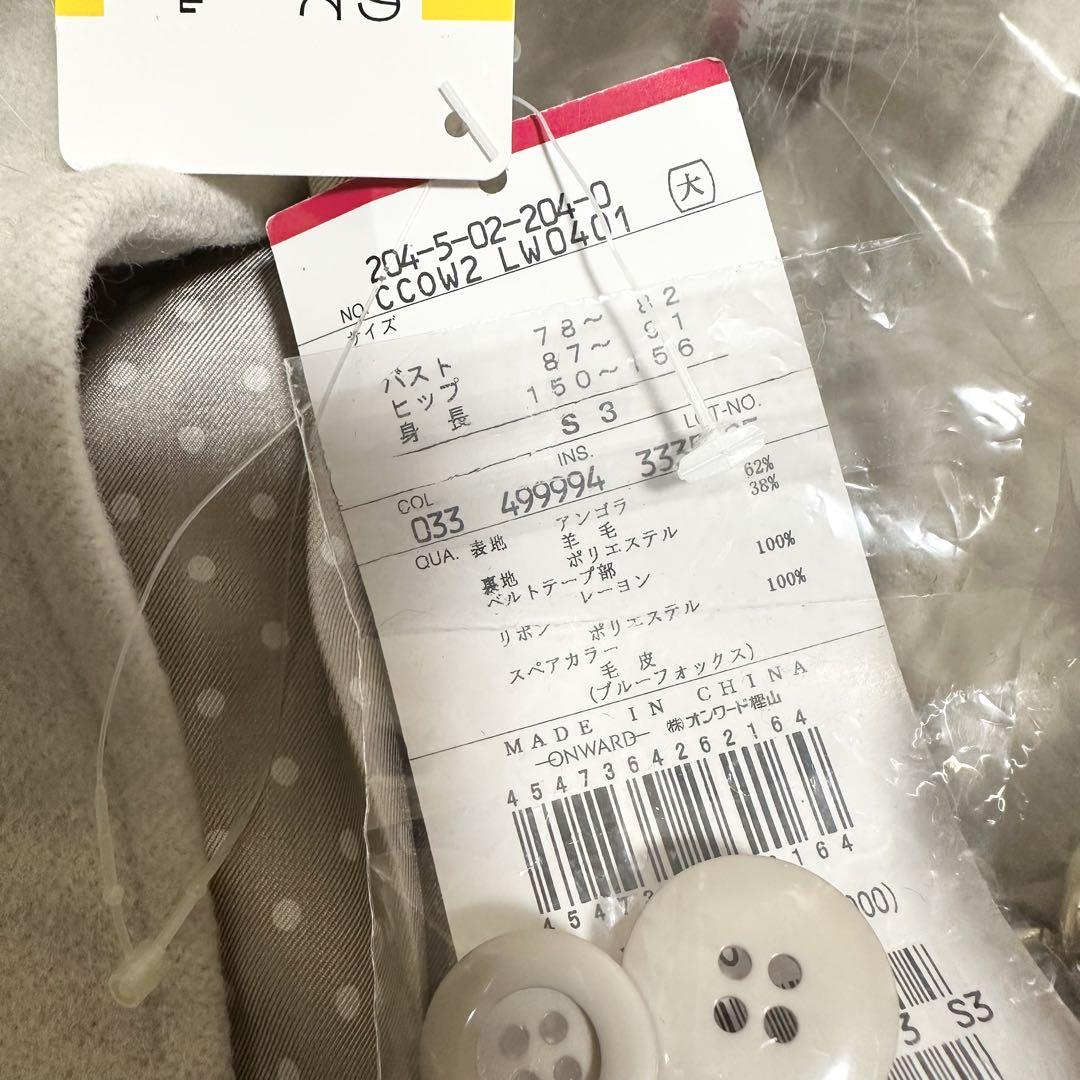 大
204-5-02-204-0
NO. CCOW2 LW0401
サイズ
バスト 78～ 82
ヒップ 87～ 91
身長 150～156
S3
COL INS. LOT-NO.
033 499994
QUA. 表地 アンゴラ 62%
羊毛 38%
裏地 ポリエステル 100%
ベルトテープ部
レーヨン 100%
リボン ポリエステル
スペアカラー
毛皮
(ブルーフォックス)
MADE IN CHINA
ONWARD ㈱オンワード樫山
4547364262164
000)
S3